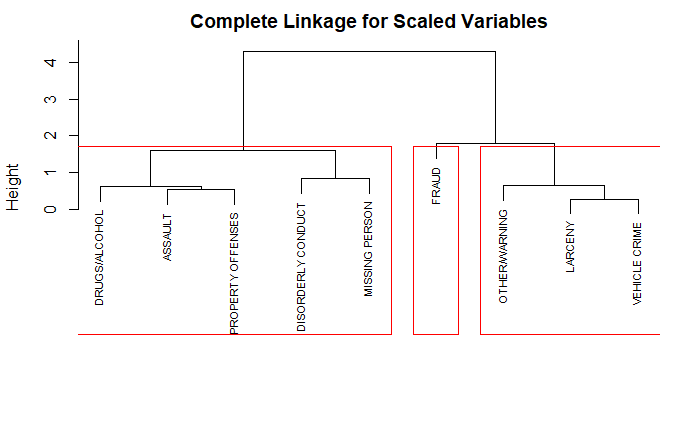 Complete Linkage for Scaled Variables
Height
4
3
2
1
0
DRUGS/ALCOHOL
ASSAULT
PROPERTY OFFENSES
DISORDERLY CONDUCT
MISSING PERSON
FRAUD
OTHER/WARNING
LARCENY
VEHICLE CRIME